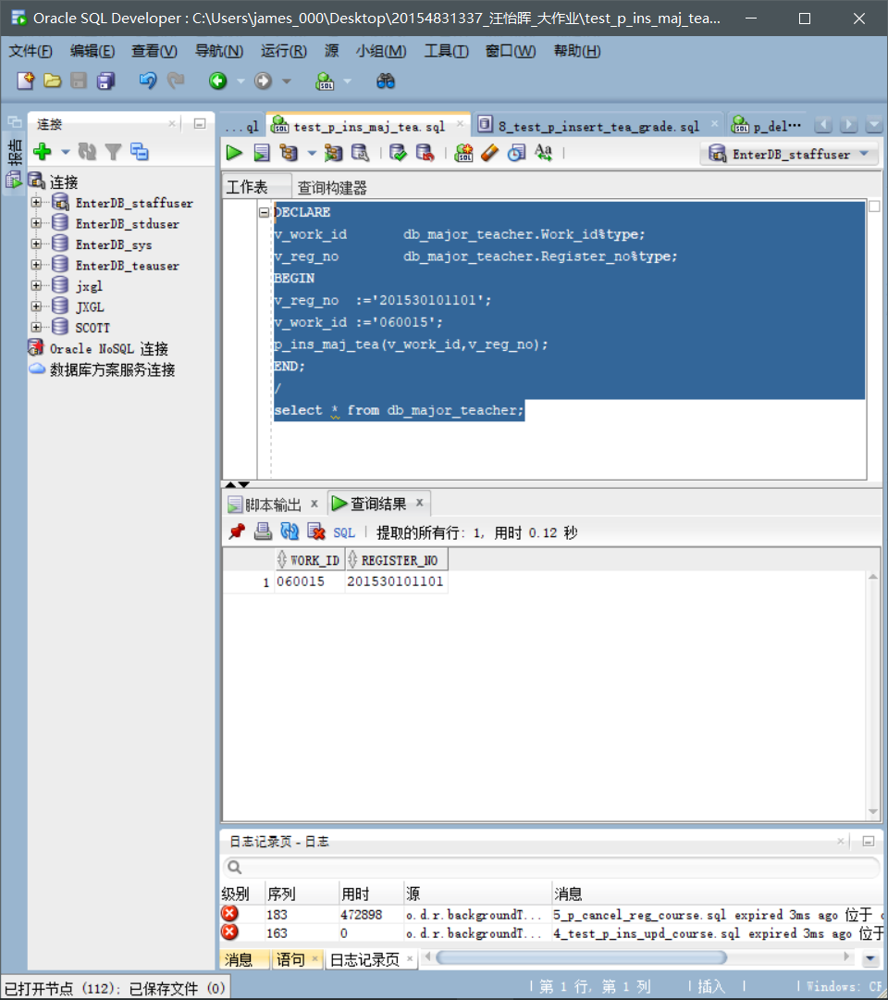 Oracle SQL Developer : C:\Users\james_000\Desktop\20154831337_汪怡晖_大作业\test_p_ins_maj_tea...
文件(F) 编辑(E) 查看(V) 导航(N) 运行(R) 源 小组(M) 工具(T) 窗口(W) 帮助(H)
报告
连接
连接
EnterDB_staffuser
EnterDB_stduser
EnterDB_sys
EnterDB_teauser
jxgl
JXGL
SCOTT
Oracle NoSQL 连接
数据库方案服务连接
...ql test_p_ins_maj_tea.sql 8_test_p_insert_tea_grade.sql p_del...
EnterDB_staffuser
工作表 查询构建器
DECLARE
v_work_id db_major_teacher.Work_id%type;
v_reg_no db_major_teacher.Register_no%type;
BEGIN
v_reg_no :='201530101101';
v_work_id :='060015';
p_ins_maj_tea(v_work_id,v_reg_no);
END;
/
select * from db_major_teacher;
脚本输出 x 查询结果 x
SQL | 提取的所有行: 1, 用时 0.12 秒
WORK_ID REGISTER_NO
1 060015 201530101101
日志记录页 - 日志
级别 序列 用时 源 消息
183 472898 o.d.r.backgroundT... 5_p_cancel_reg_course.sql expired 3ms ago 位于
163 0 o.d.r.backgroundT... 4_test_p_ins_upd_course.sql expired 3ms ago 位于
消息 语句 日志记录页
已打开节点 (112); 已保存文件 (0) 第 1 行, 第 1 列 插入 Windows: CR